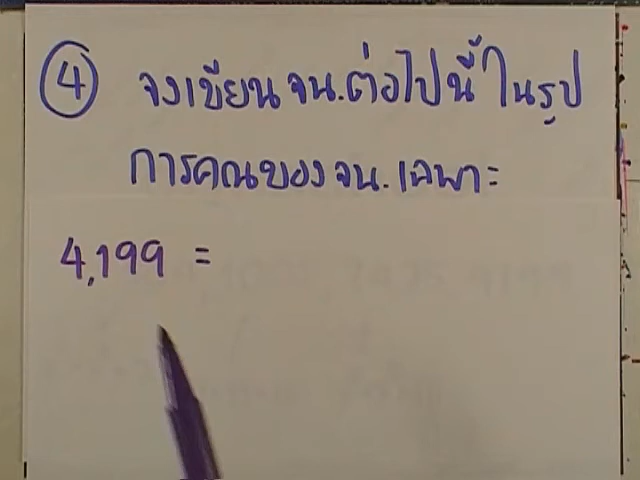 4 จงเขียน จน.ต่อไปนี้ ในรูป
การคูณของ จน. เฉพาะ
4,199 =